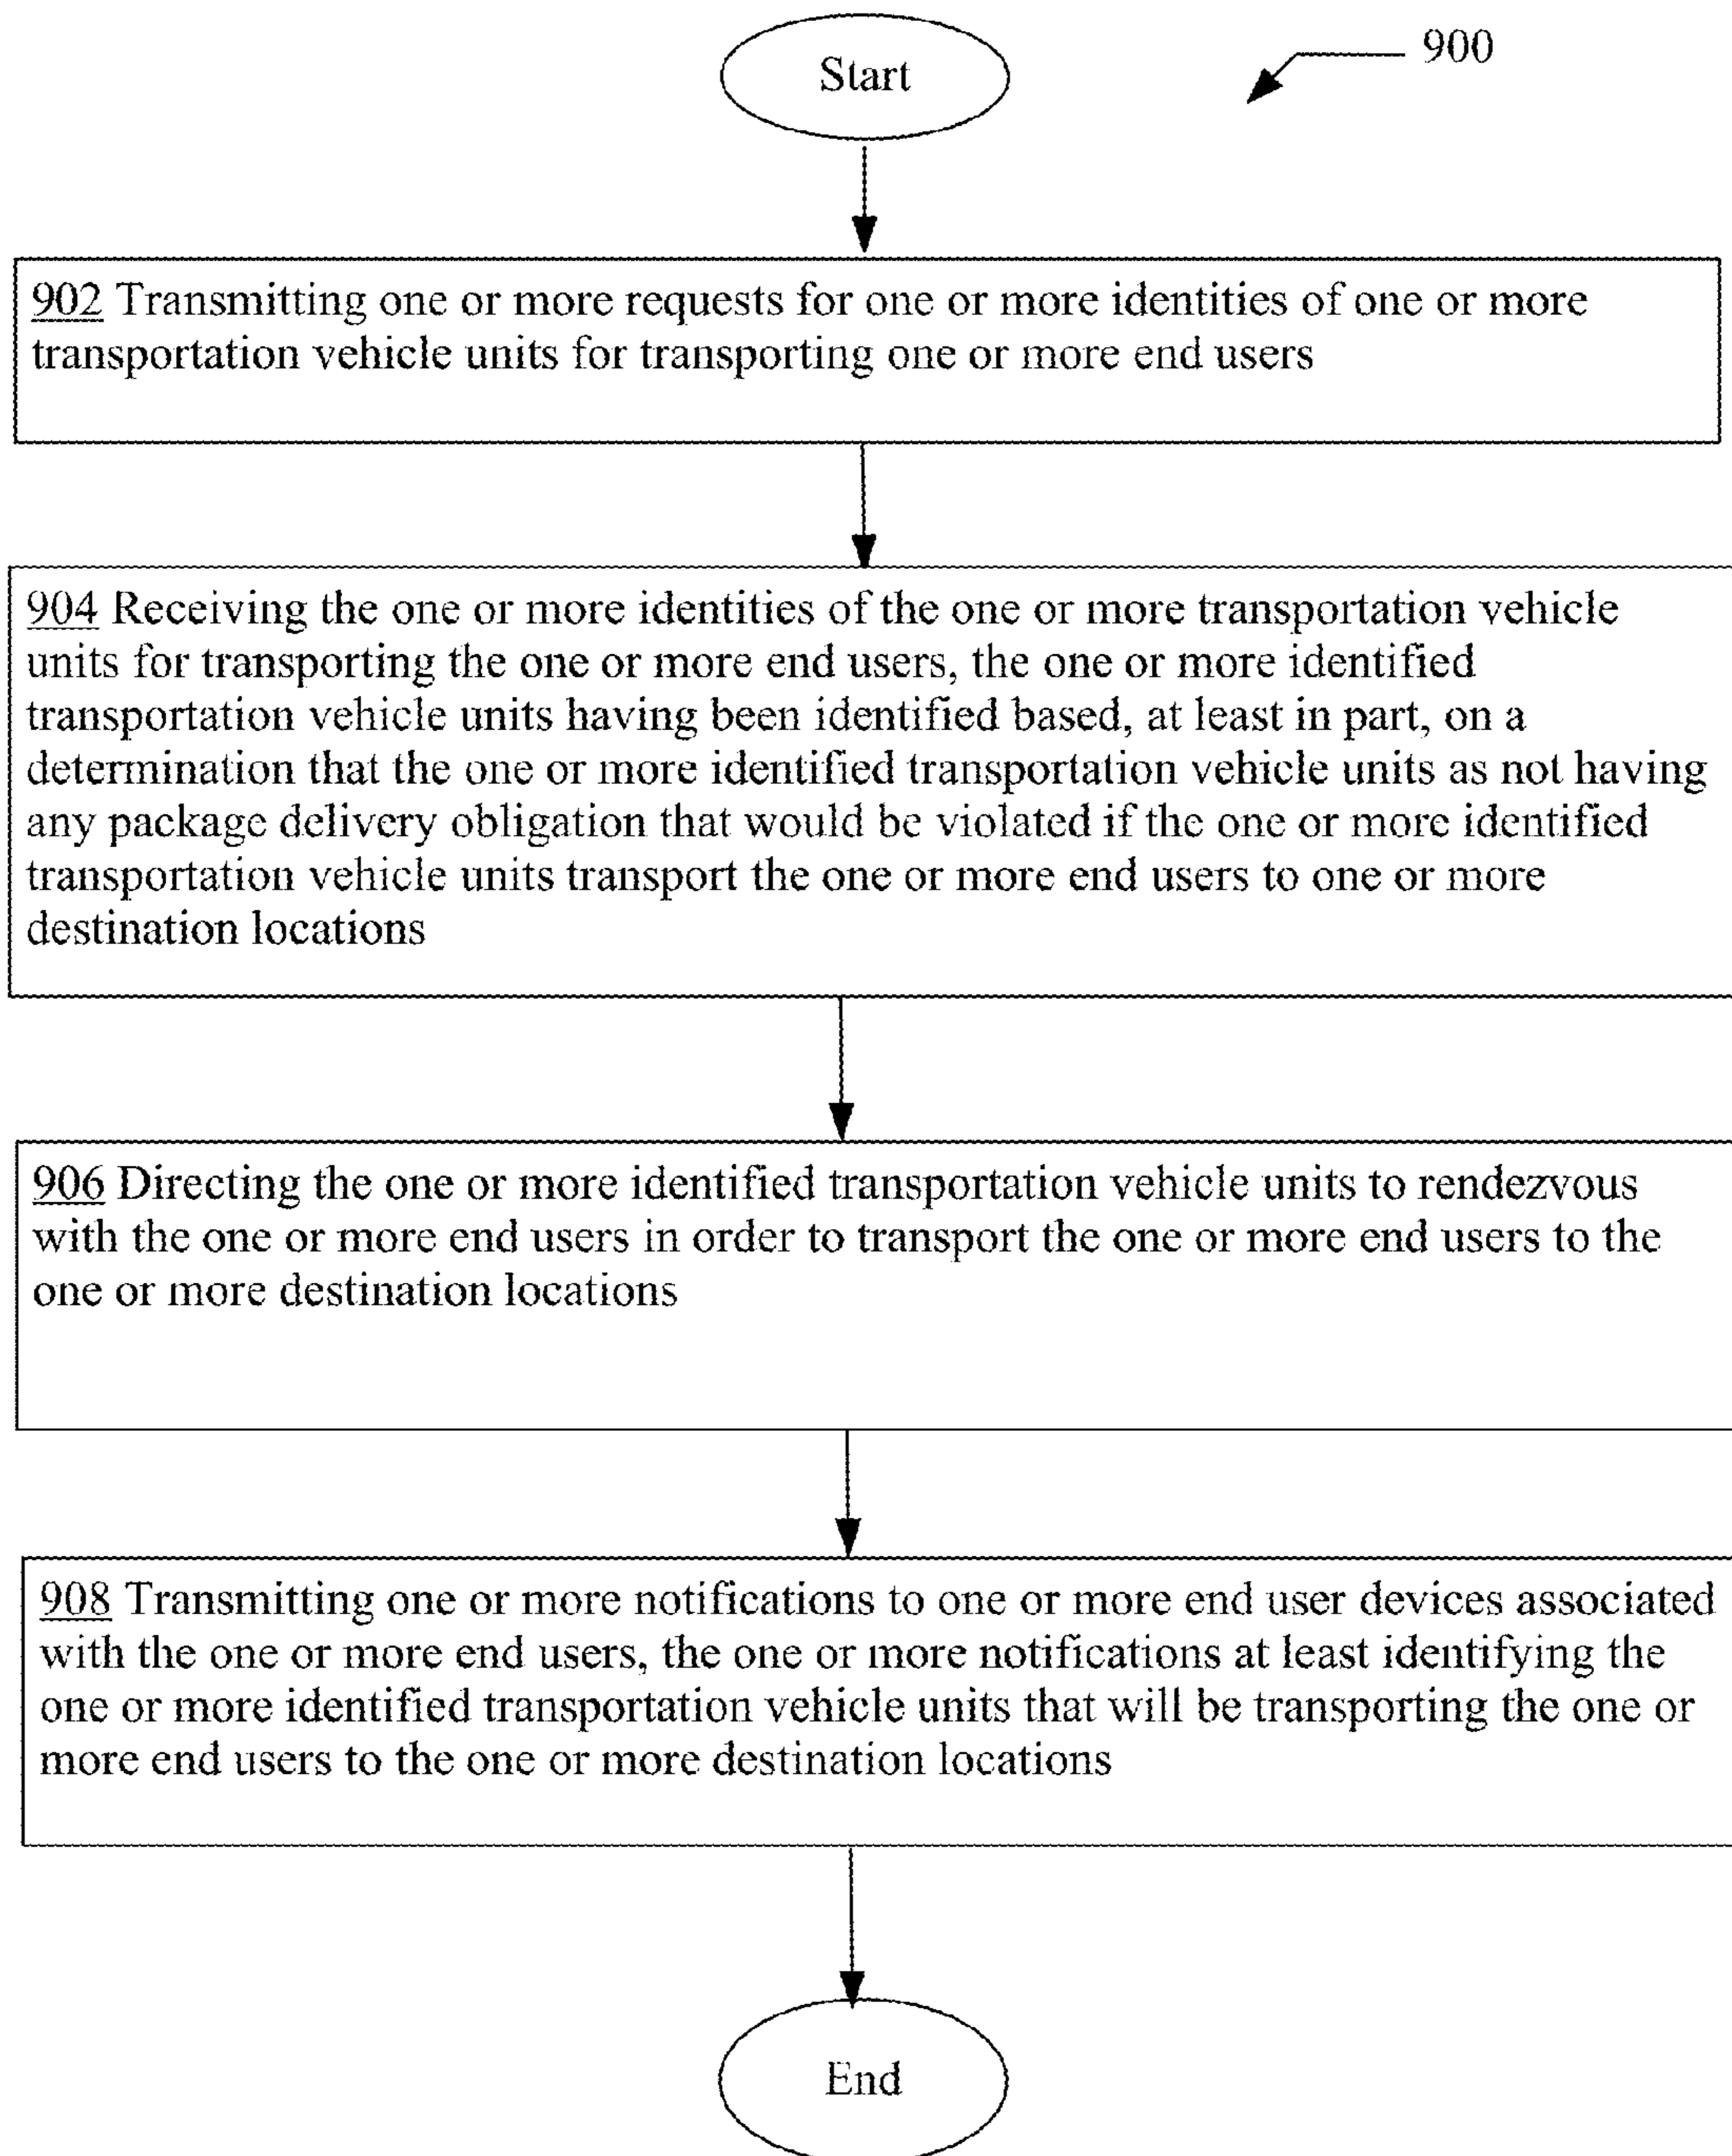 Start
900
902 Transmitting one or more requests for one or more identities of one or more
transportation vehicle units for transporting one or more end users
904 Receiving the one or more identities of the one or more transportation vehicle
units for transporting the one or more end users, the one or more identified
transportation vehicle units having been identified based, at least in part, on a
determination that the one or more identified transportation vehicle units as not having
any package delivery obligation that would be violated if the one or more identified
transportation vehicle units transport the one or more end users to one or more
destination locations
906 Directing the one or more identified transportation vehicle units to rendezvous
with the one or more end users in order to transport the one or more end users to the
one or more destination locations
908 Transmitting one or more notifications to one or more end user devices associated
with the one or more end users, the one or more notifications at least identifying the
one or more identified transportation vehicle units that will be transporting the one or
more end users to the one or more destination locations
End